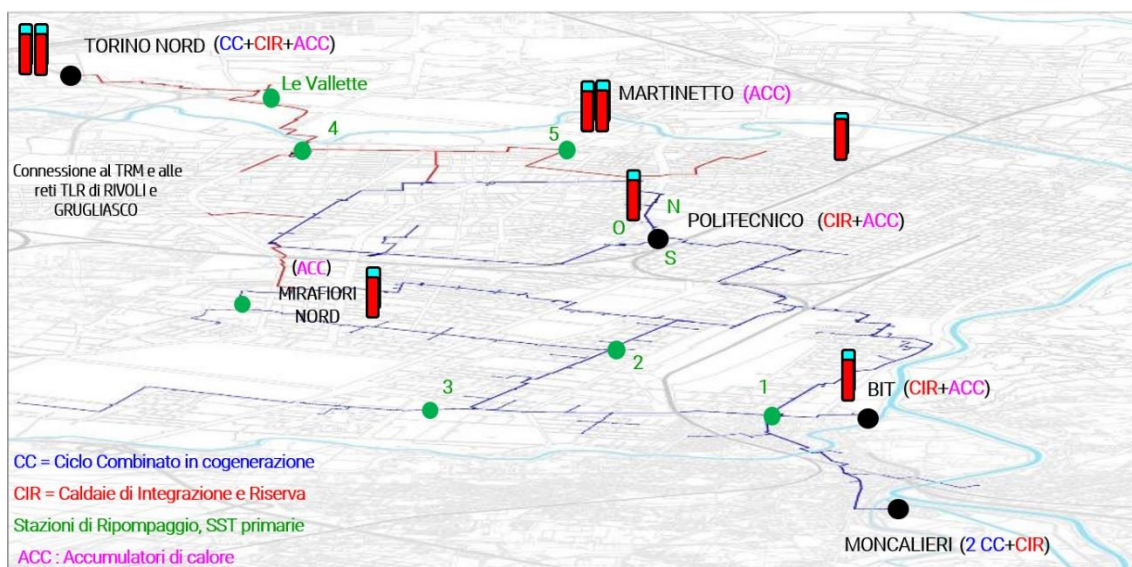 TORINO NORD (CC+CIR+ACC)
Le Vallette
MARTINETTO (ACC)
4
5
Connessione al TRM e alle
reti TLR di RIVOLI e
GRUGLIASCO
N
O
POLITECNICO (CIR+ACC)
S
(ACC)
MIRAFIORI
NORD
2
3
1
BIT (CIR+ACC)
CC = Ciclo Combinato in cogenerazione
CIR = Caldaie di Integrazione e Riserva
Stazioni di Ripompaggio, SST primarie
ACC : Accumulatori di calore
MONCALIERI (2 CC+CIR)